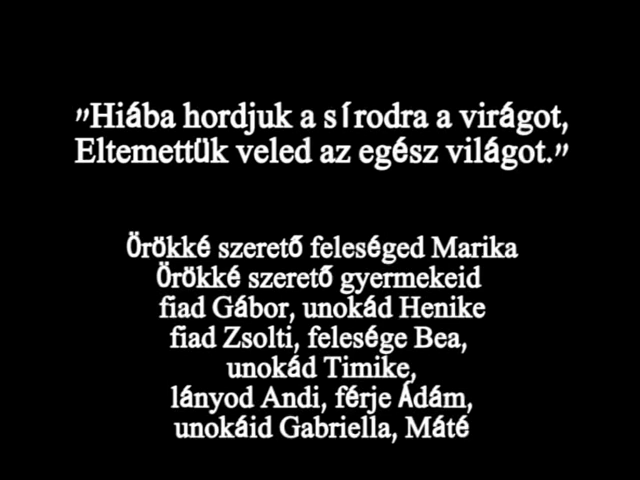 "Hiába hordjuk a sírodra a virágot,
Eltemettük veled az egész világot."
Örökké szerető feleséged Marika
Örökké szerető gyermekeid
fiad Gábor, unokád Henike
fiad Zsolti, felesége Bea,
unokád Timike,
lányod Andi, férje Ádám,
unokáid Gabriella, Máté